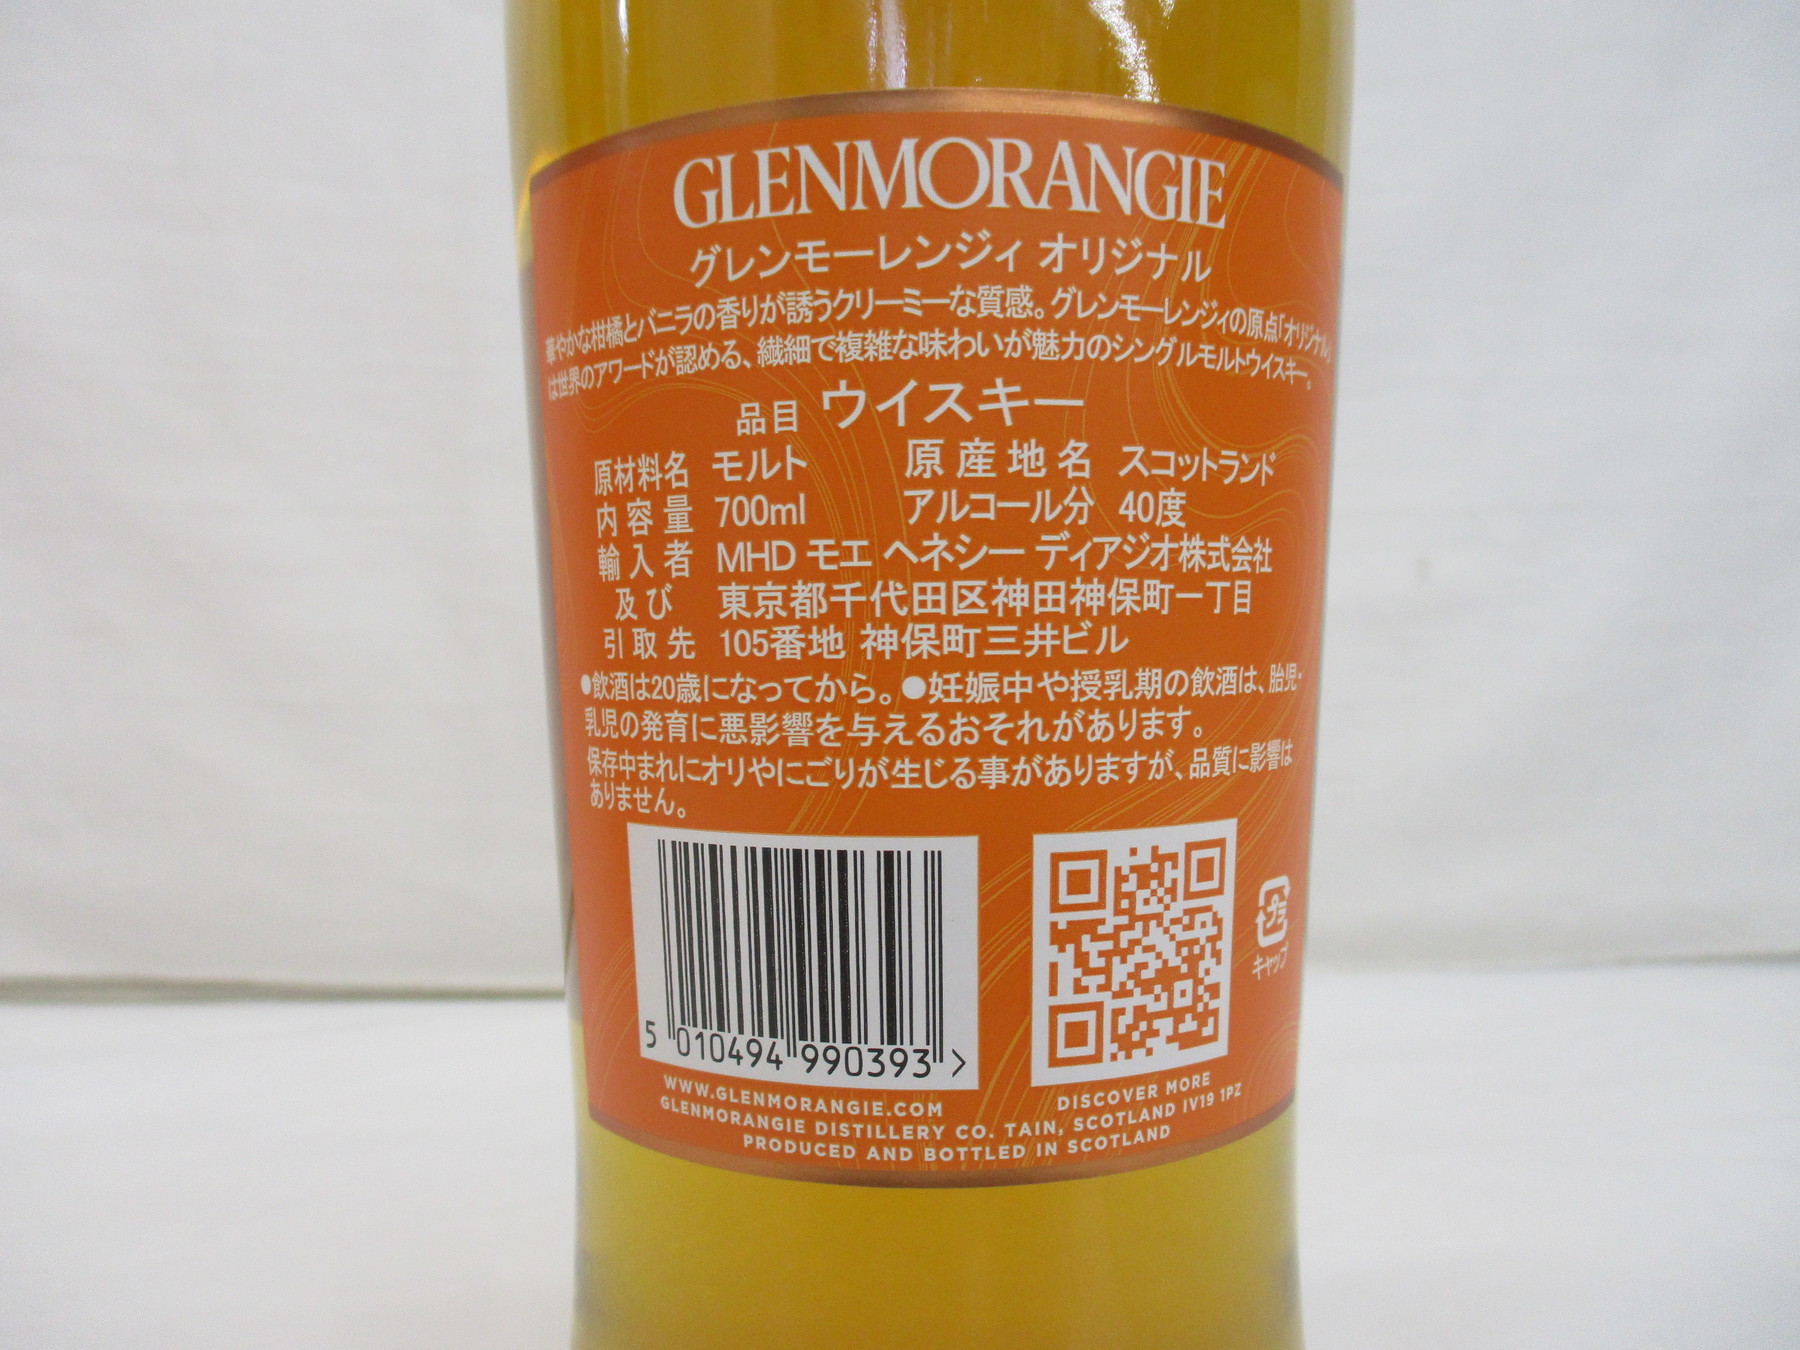 GLENMORANGIE
グレンモーレンジィ オリジナル
華やかな柑橘とバニラの香りが誘うクリーミーな質感。グレンモーレンジィの原点「オリジナル」
は世界のアワードが認める、繊細で複雑な味わいが魅力のシングルモルトウイスキー。
品目 ウイスキー
原材料名 モルト 原産地名 スコットランド
内容量 700ml アルコール分 40度
輸入者 MHD モエ ヘネシー ディアジオ株式会社
及び 東京都千代田区神田神保町一丁目
引取先 105番地 神保町三井ビル
●飲酒は20歳になってから。●妊娠中や授乳期の飲酒は、胎児・
乳児の発育に悪影響を与えるおそれがあります。
保存中まれにオリやにごりが生じる事がありますが、品質に影響は
ありません。
5 010494 990393 >
プラ
キャップ
WWW.GLENMORANGIE.COM DISCOVER MORE
GLENMORANGIE DISTILLERY CO. TAIN, SCOTLAND IV19 1PZ
PRODUCED AND BOTTLED IN SCOTLAND